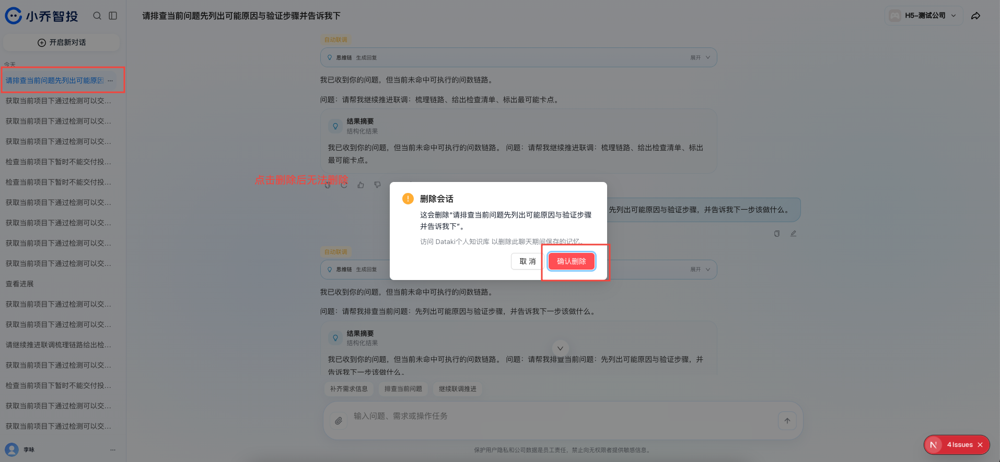 小乔智投
请排查当前问题先列出可能原因与验证步骤并告诉我下
H5-测试公司
开启新对话
今天
请排查当前问题先列出可能原因
获取当前项目下通过检测可以交...
获取当前项目下通过检测可以交...
获取当前项目下通过检测可以交...
检查当前项目下暂时不能交付投...
检查当前项目下暂时不能交付投...
获取当前项目下通过检测可以交...
获取当前项目下通过检测可以交...
获取当前项目下通过检测可以交...
获取当前项目下通过检测可以交...
查看进展
获取当前项目下通过检测可以交...
获取当前项目下通过检测可以交...
请继续推进联调梳理链路给出检...
获取当前项目下通过检测可以交...
检查当前项目下暂时不能交付投...
获取当前项目下通过检测可以交...
获取当前项目下通过检测可以交...
李咏
自动联调
思维链 生成回复
展开
我已收到你的问题，但当前未命中可执行的问数链路。
问题：请帮我继续推进联调：梳理链路、给出检查清单、标出最可能卡点。
结果摘要
结构化结果
我已收到你的问题，但当前未命中可执行的问数链路。 问题：请帮我继续推进联调：梳理链路、给出检查清单、标出
最可能卡点。
点击删除后无法删除
先列出可能原因与验证步骤，并告诉我下一步该做什么。
删除会话
这会删除“请排查当前问题先列出可能原因与验证步骤
并告诉我下”。
访问 Dataki个人知识库 以删除此聊天期间保存的记忆。
取 消
确认删除
自动联调
思维链 生成回复
展开
我已收到你的问题，但当前未命中可执行的问数链路。
问题：请帮我排查当前问题：先列出可能原因与验证步骤，并告诉我下一步该做什么。
结果摘要
结构化结果
我已收到你的问题，但当前未命中可执行的问数链路。 问题：请帮我排查当前问题：先列出可能原因与验证步骤，并
告诉我下一步该做什么。
补齐需求信息
排查当前问题
继续联调推进
输入问题、需求或操作任务
保护用户隐私和公司数据是员工责任，禁止向无权限者提供敏感信息。
N 4 Issues